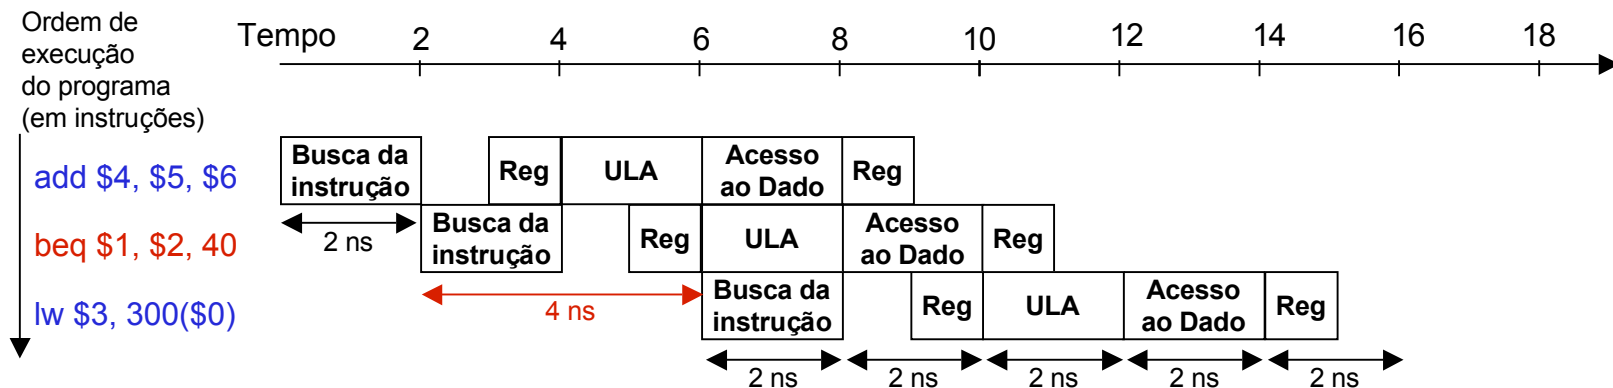 Ordem de
execução
do programa
(em instruções)
Tempo 2 4 6 8 10 12 14 16 18
add $4, $5, $6
Busca da
instrução
Reg
ULA
Acesso
ao Dado
Reg
2 ns
beq $1, $2, 40
Busca da
instrução
Reg
ULA
Acesso
ao Dado
Reg
4 ns
lw $3, 300($0)
Busca da
instrução
Reg
ULA
Acesso
ao Dado
Reg
2 ns 2 ns 2 ns 2 ns 2 ns